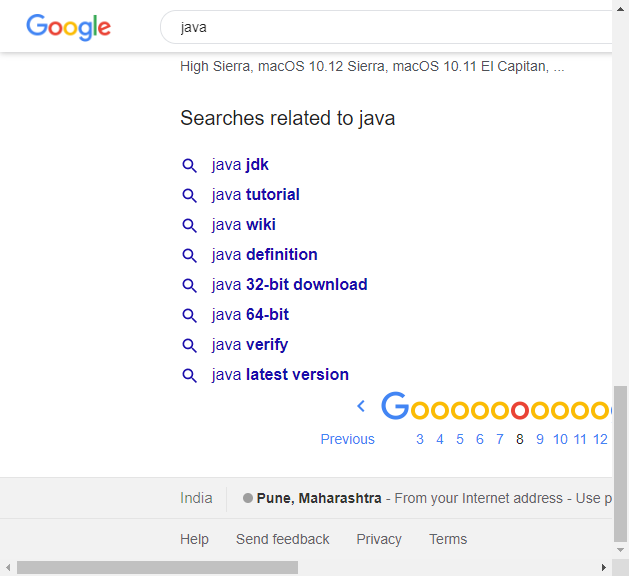 Google
java
High Sierra, macOS 10.12 Sierra, macOS 10.11 El Capitan, ...
Searches related to java
java jdk
java tutorial
java wiki
java definition
java 32-bit download
java 64-bit
java verify
java latest version
Gooooooooo
Previous 3 4 5 6 7 8 9 10 11 12
India Pune, Maharashtra - From your Internet address - Use p
Help Send feedback Privacy Terms